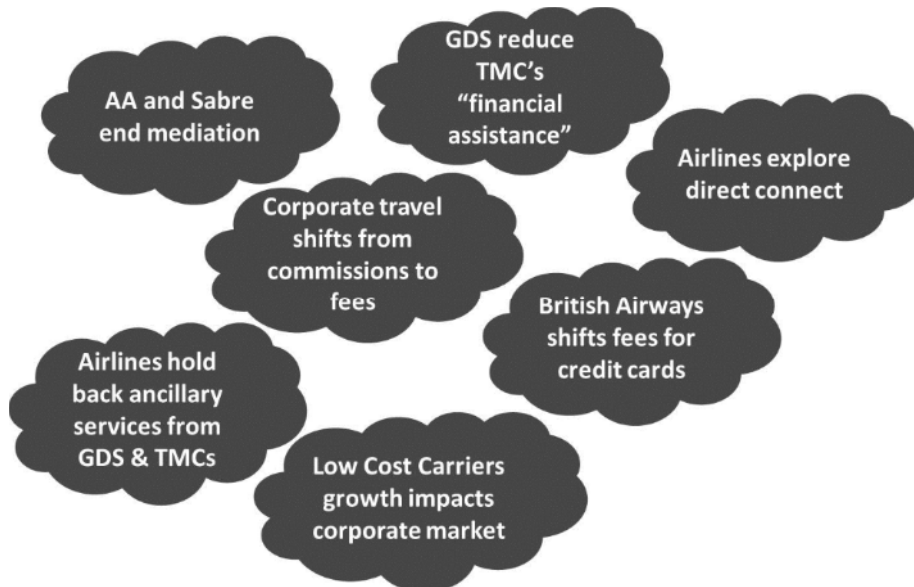 GDS reduce
TMC's
“financial
assistance”
AA and Sabre
end mediation
Airlines explore
direct connect
Corporate travel
shifts from
commissions to
fees
British Airways
shifts fees for
credit cards
Airlines hold
back ancillary
services from
GDS & TMCs
Low Cost Carriers
growth impacts
corporate market